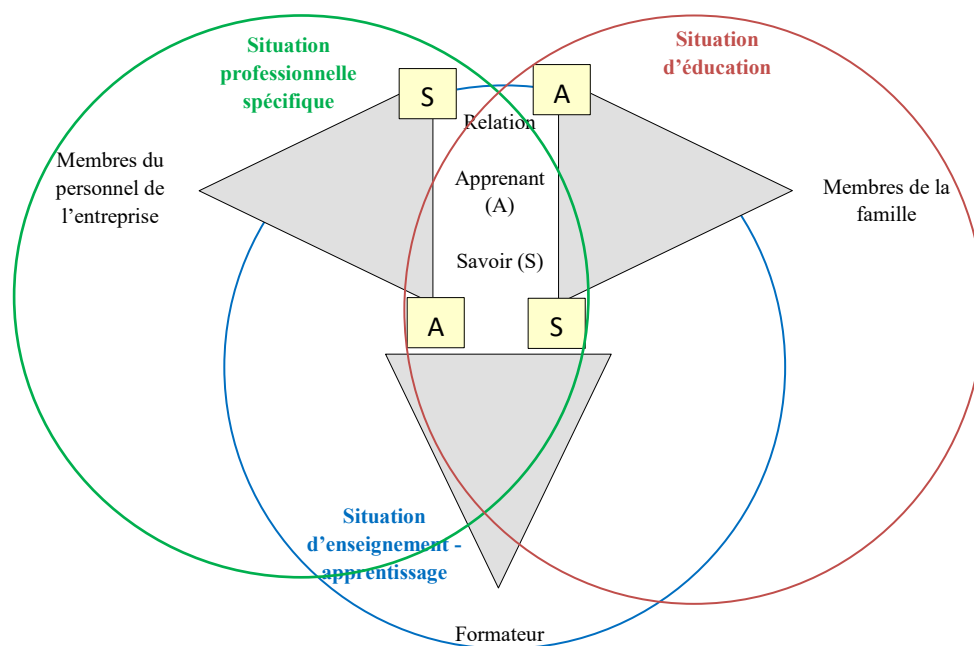 Situation
professionnelle
spécifique
Situation
d'éducation
S
A
Relation
Membres du
personnel de
l'entreprise
Apprenant
(A)
Membres de la
famille
Savoir (S)
A
S
Situation
d'enseignement -
apprentissage
Formateur